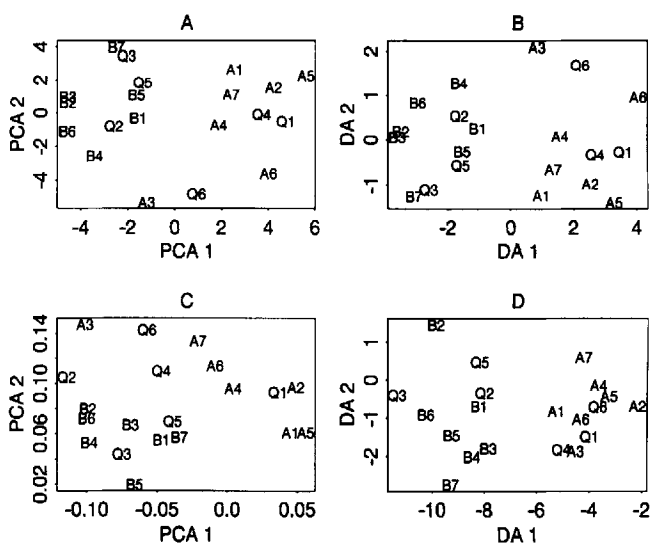 A
PCA 2
4
2
0
-2
-4
B7
Q3
Q5
B5
B3
B2
B1
Q2
B6
B4
A3
Q6
A1
A7
A4
A2
A5
Q4
Q1
A6
-4 -2 0 2 4 6
PCA 1
B
DA 2
2
1
0
-1
A3
Q6
B4
B6
A6
Q2
B1
B2
B3
A4
B5
Q5
Q4
Q1
A7
A2
Q3
B7
A1
A5
-4 -2 0 2 4
DA 1
C
PCA 2
0.14
0.10
0.06
0.02
A3
Q6
A7
Q2
Q4
A6
A4
Q1
A2
B2
B6
B3
Q5
B4
B1
B7
Q3
A1
A5
B5
-0.10 -0.05 0.0 0.05
PCA 1
D
DA 2
1
0
-1
-2
B2
Q5
A7
Q3
Q2
A4
B6
B1
A1
Q6
A5
A2
A6
B5
Q1
B3
B4
Q4
A3
B7
-10 -8 -6 -4 -2
DA 1